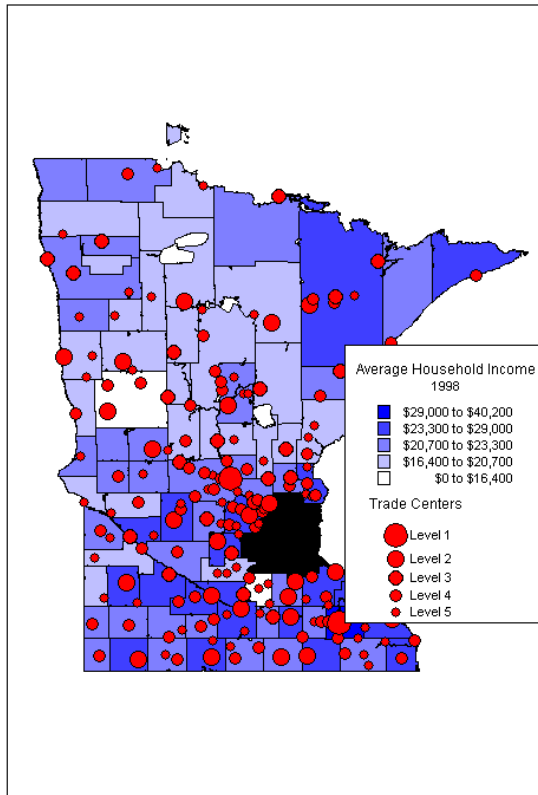 Average Household Income
1998
$29,000 to $40,200
$23,300 to $29,000
$20,700 to $23,300
$16,400 to $20,700
$0 to $16,400
Trade Centers
Level 1
Level 2
Level 3
Level 4
Level 5